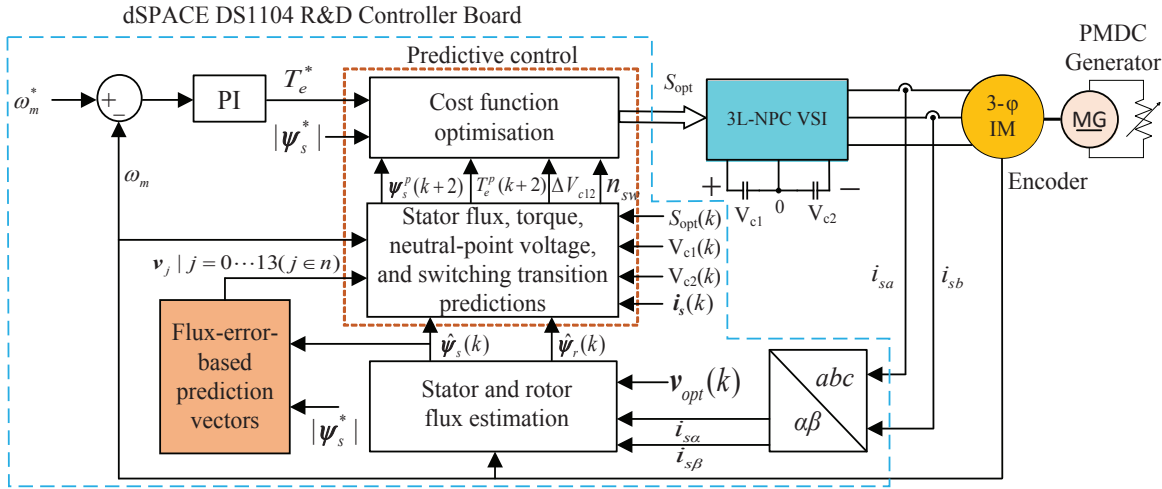 dSPACE DS1104 R&D Controller Board
Predictive control
PMDC
Generator
ω*m
+
−
PI
T*e
|ψ*s|
Cost function
optimisation
Sopt
3L-NPC VSI
3-φ
IM
MG
Encoder
ωm
ψps(k+2)
Tpe(k+2)
ΔVc12
nsw
+
−
Vc1
0
Vc2
Stator flux, torque,
neutral-point voltage,
and switching transition
predictions
Sopt(k)
Vc1(k)
Vc2(k)
is(k)
vj | j = 0⋯13(j∈n)
isa
isb
Flux-error-
based
prediction
vectors
|ψ*s|
ψ̂s(k)
ψ̂r(k)
Stator and rotor
flux estimation
vopt(k)
isα
isβ
abc
αβ